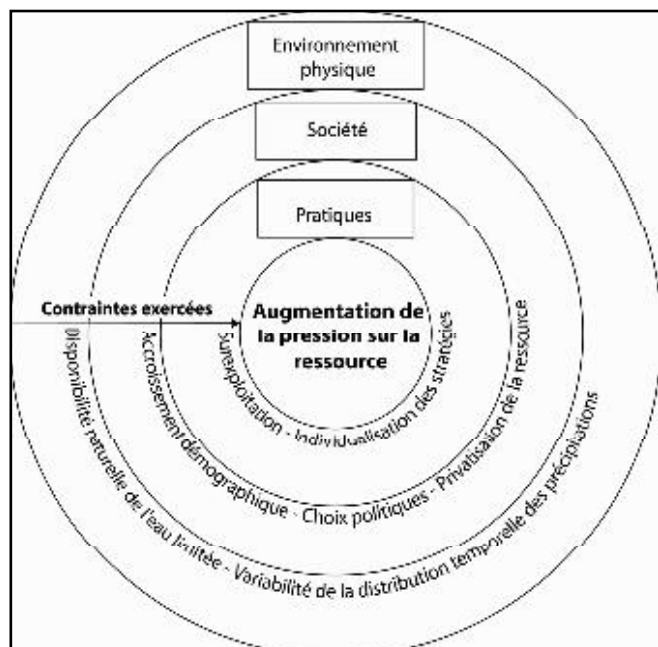 Environnement
physique
Société
Pratiques
Contraintes exercées
Augmentation de
la pression sur la
ressource
Surexploitation - Individualisation des stratégies
Accroissement démographique - Choix politiques - Privatisation de la ressource
Disponibilité naturelle de l'eau limitée - Variabilité de la distribution temporelle des précipitations